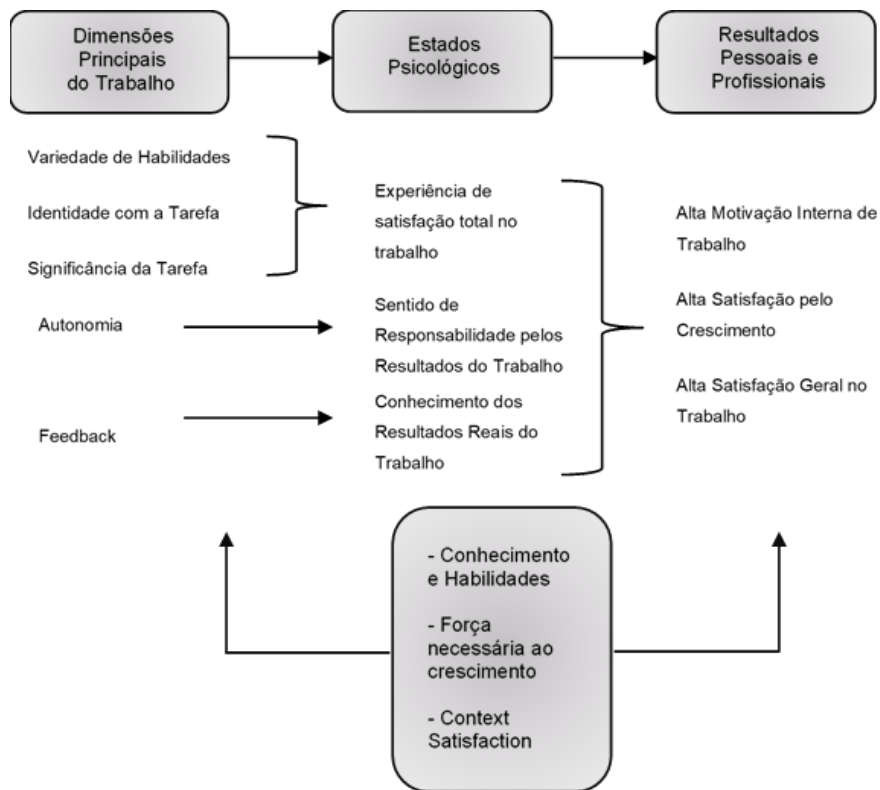 Dimensões
Principais
do Trabalho
Estados
Psicológicos
Resultados
Pessoais e
Profissionais
Variedade de Habilidades
Identidade com a Tarefa
Significância da Tarefa
Autonomia
Feedback
Experiência de
satisfação total no
trabalho
Sentido de
Responsabilidade pelos
Resultados do Trabalho
Conhecimento dos
Resultados Reais do
Trabalho
Alta Motivação Interna de
Trabalho
Alta Satisfação pelo
Crescimento
Alta Satisfação Geral no
Trabalho
- Conhecimento
e Habilidades
- Força
necessária ao
crescimento
- Context
Satisfaction